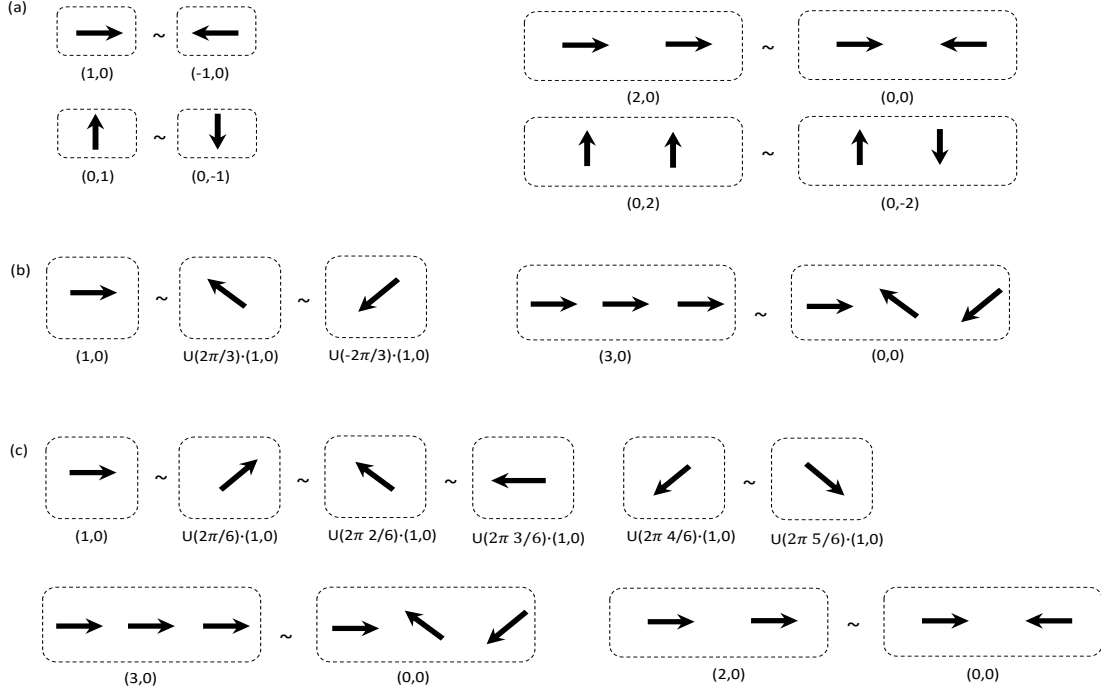 (a)
~ ~
(1,0) (-1,0) (2,0) (0,0)
~ ~
(0,1) (0,-1) (0,2) (0,-2)
(b)
~ ~ ~
(1,0) U(2π/3)·(1,0) U(-2π/3)·(1,0) (3,0) (0,0)
(c)
~ ~ ~ ~
(1,0) U(2π/6)·(1,0) U(2π 2/6)·(1,0) U(2π 3/6)·(1,0) U(2π 4/6)·(1,0) U(2π 5/6)·(1,0)
~ ~
(3,0) (0,0) (2,0) (0,0)